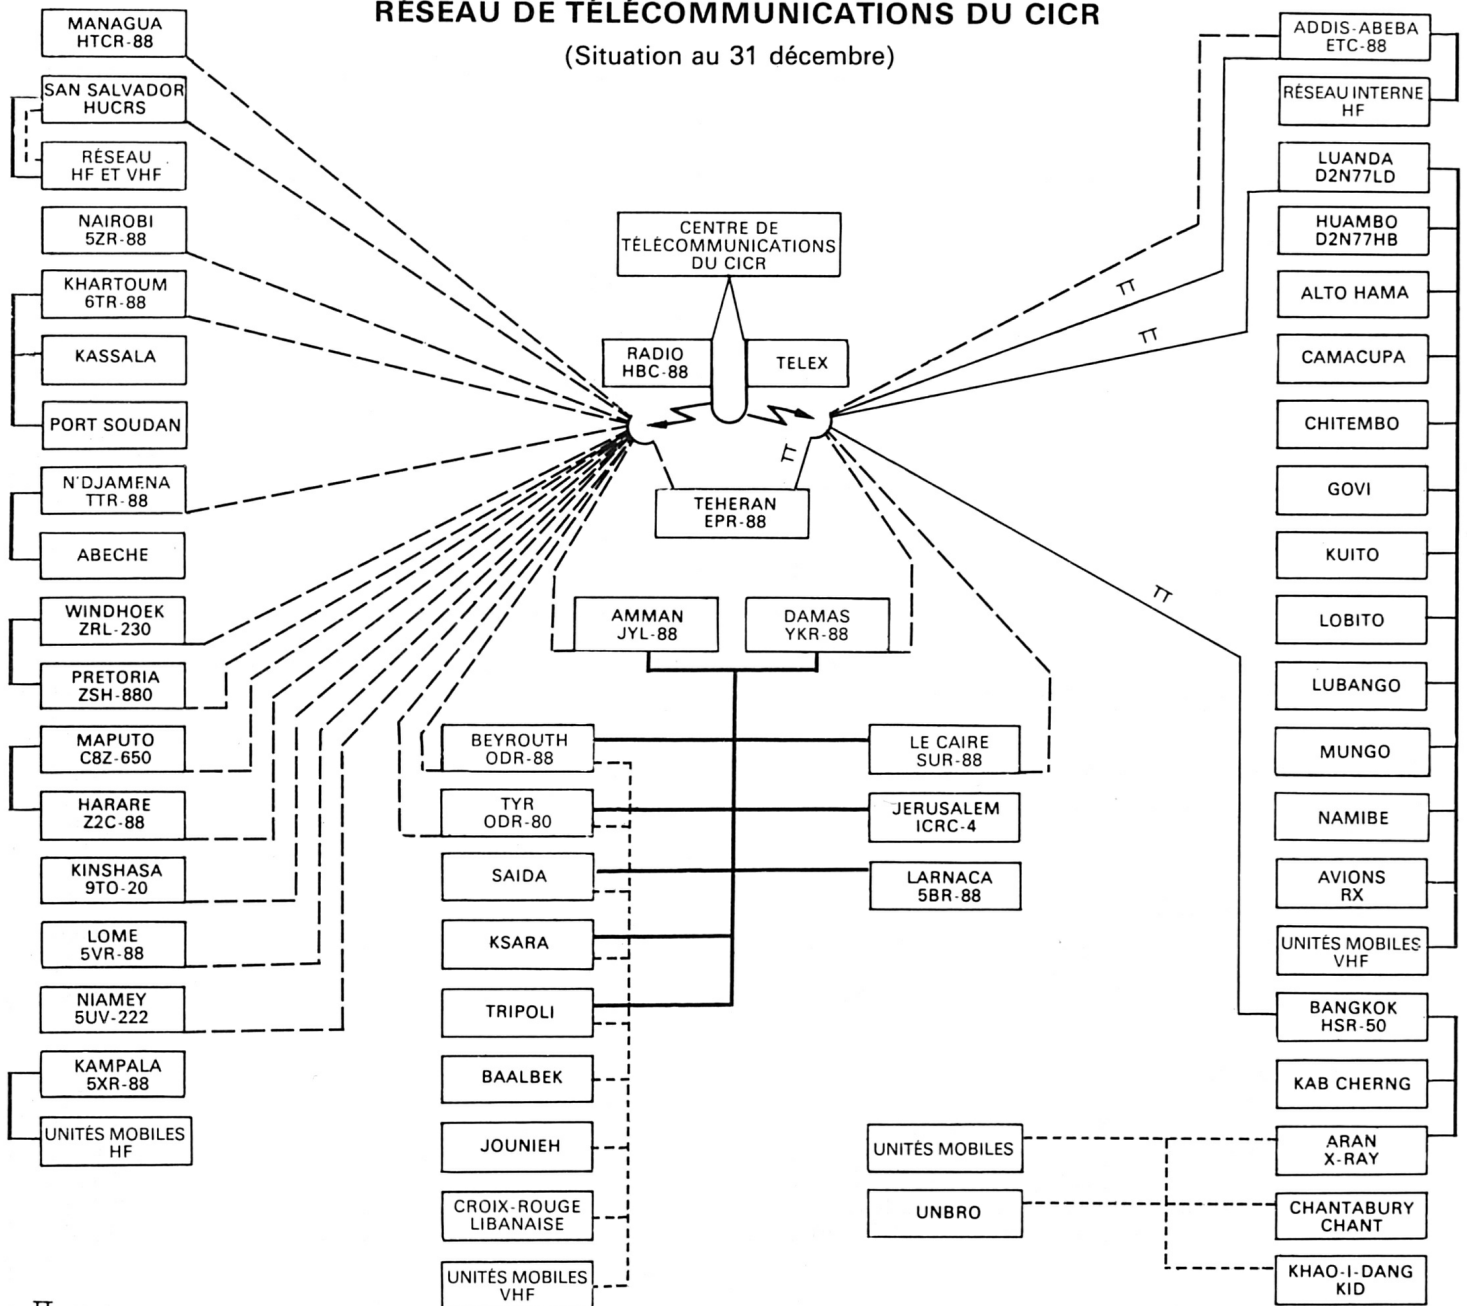 RÉSEAU DE TÉLÉCOMMUNICATIONS DU CICR
(Situation au 31 décembre)
MANAGUA
HTCR-88
SAN SALVADOR
HUCRS
RÉSEAU
HF ET VHF
NAIROBI
5ZR-88
KHARTOUM
6TR-88
KASSALA
PORT SOUDAN
N'DJAMENA
TTR-88
ABECHE
WINDHOEK
ZRL-230
PRETORIA
ZSH-880
MAPUTO
C8Z-650
HARARE
Z2C-88
KINSHASA
9TO-20
LOME
5VR-88
NIAMEY
5UV-222
KAMPALA
5XR-88
UNITÉS MOBILES
HF
CENTRE DE
TÉLÉCOMMUNICATIONS
DU CICR
RADIO
HBC-88
TELEX
TT
TEHERAN
EPR-88
AMMAN
JYL-88
DAMAS
YKR-88
BEYROUTH
ODR-88
TYR
ODR-80
SAIDA
KSARA
TRIPOLI
BAALBEK
JOUNIEH
CROIX-ROUGE
LIBANAISE
UNITÉS MOBILES
VHF
LE CAIRE
SUR-88
JERUSALEM
ICRC-4
LARNACA
5BR-88
UNITÉS MOBILES
UNBRO
TT
TT
TT
ADDIS-ABEBA
ETC-88
RÉSEAU INTERNE
HF
LUANDA
D2N77LD
HUAMBO
D2N77HB
ALTO HAMA
CAMACUPA
CHITEMBO
GOVI
KUITO
LOBITO
LUBANGO
MUNGO
NAMIBE
AVIONS
RX
UNITÉS MOBILES
VHF
BANGKOK
HSR-50
KAB CHERNG
ARAN
X-RAY
CHANTABURY
CHANT
KHAO-I-DANG
KID
TT